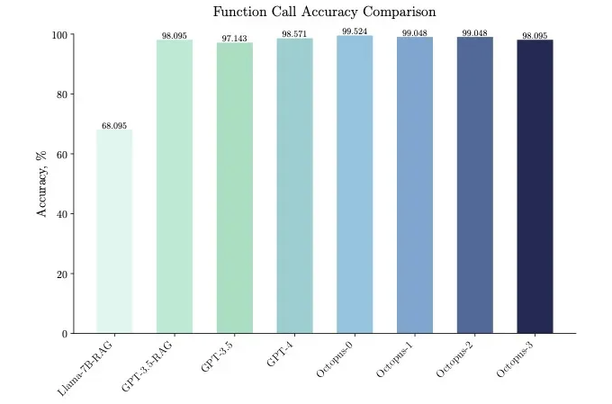 Function Call Accuracy Comparison
Accuracy, %
100
80
60
40
20
0
68.095
98.095
97.143
98.571
99.524
99.048
99.048
98.095
Llama-7B-RAG
GPT-3.5-RAG
GPT-3.5
GPT-4
Octopus-0
Octopus-1
Octopus-2
Octopus-3